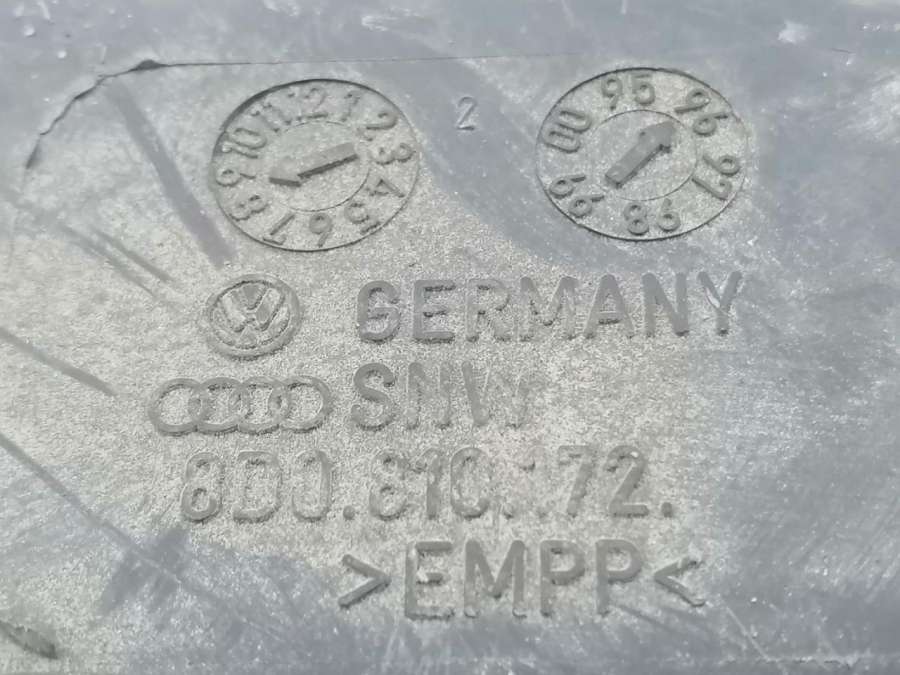 1 2 3 4 5 6 7 8 9 10 11 12
2
95 96 97 98 99 00
GERMANY
SNW
8D0.810.172.
>EMPP<